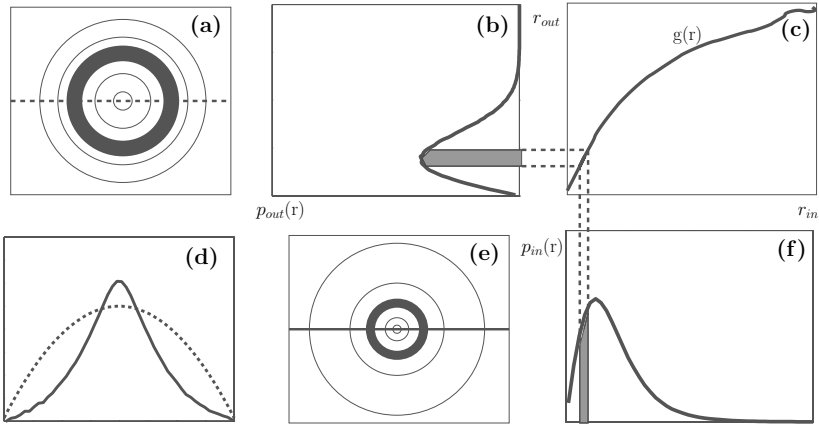 (a)
(b)
r_out
g(r)
(c)
p_out(r)
r_in
(d)
(e)
p_in(r)
(f)